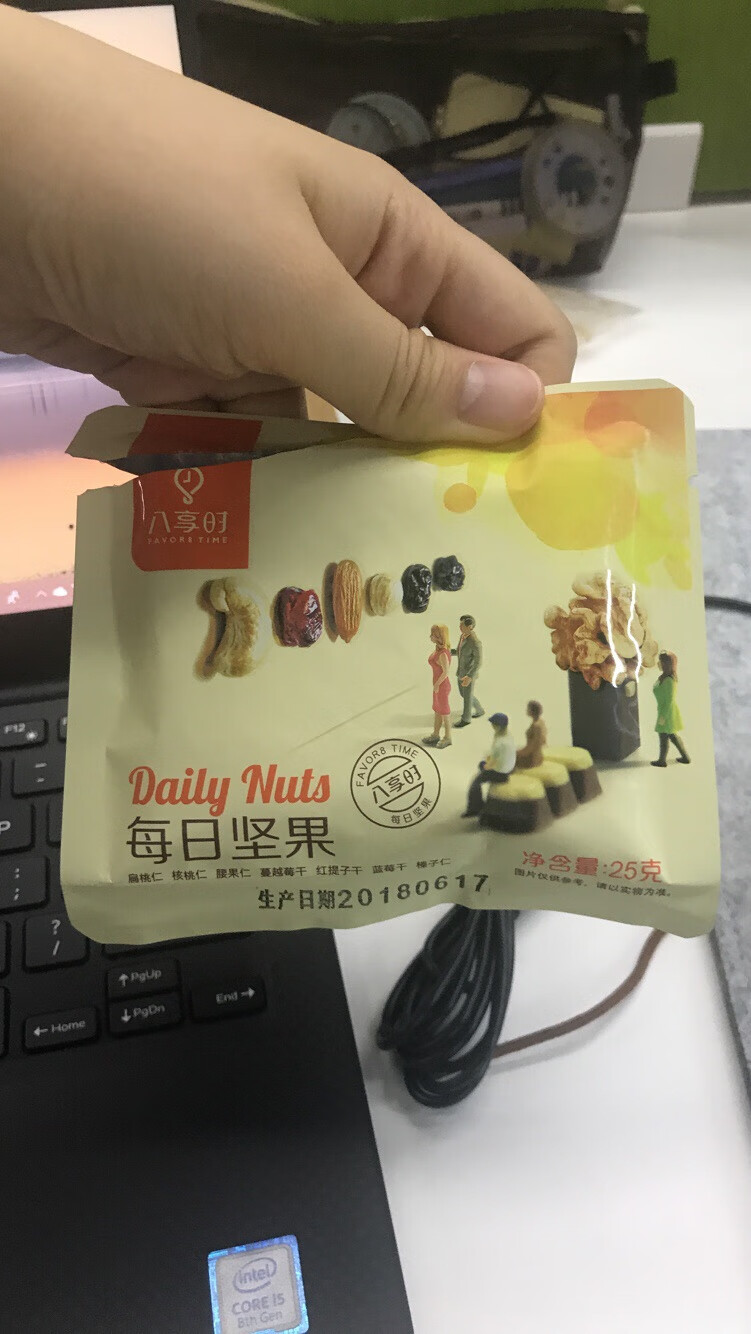 八享时
FAVOR8 TIME
FAVOR8 TIME
八享时
每日坚果
Daily Nuts
每日坚果
扁桃仁 核桃仁 腰果仁 蔓越莓干 红提子干 蓝莓干 榛子仁
净含量:25克
图片仅供参考,请以实物为准。
生产日期20180617
F12
P
:
;
?
/
↑PgUp
← Home
↓PgDn
End →
intel
CORE i5
8th Gen